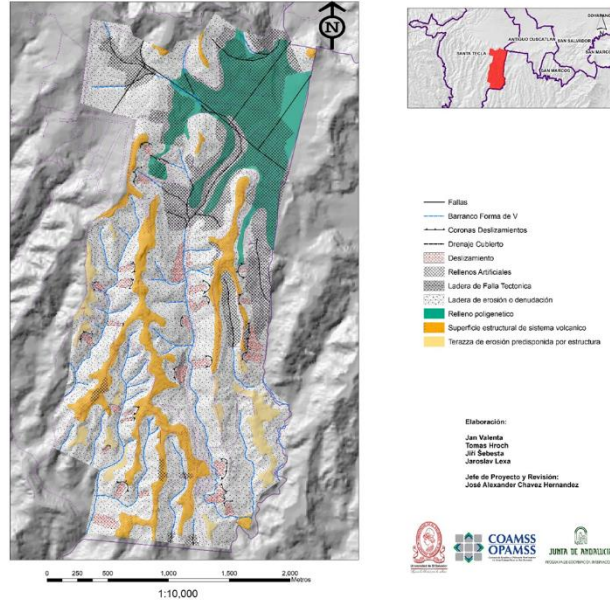 N
SANTA TECLA
ANTIGUO CUSCATLAN
SAN SALVADOR
SAN MARCOS
Fallas
Barranco Forma de V
Coronas Deslizamientos
Drenaje Cubierto
Deslizamiento
Rellenos Artificiales
Ladera de Falla Tectonica
Ladera de erosión o denudación
Relleno poligenetico
Superficie estructural de sistema volcanico
Terazza de erosión predisponida por estructura
Elaboración:
Jan Valenta
Tomas Hroch
Jiří Šebesta
Jaroslav Lexa
Jefe de Proyecto y Revisión:
José Alexander Chavez Hernandez
COAMSS
OPAMSS
JUNTA DE ANDALUCIA
0 250 500 1,000 1,500 2,000
Metros
1:10,000